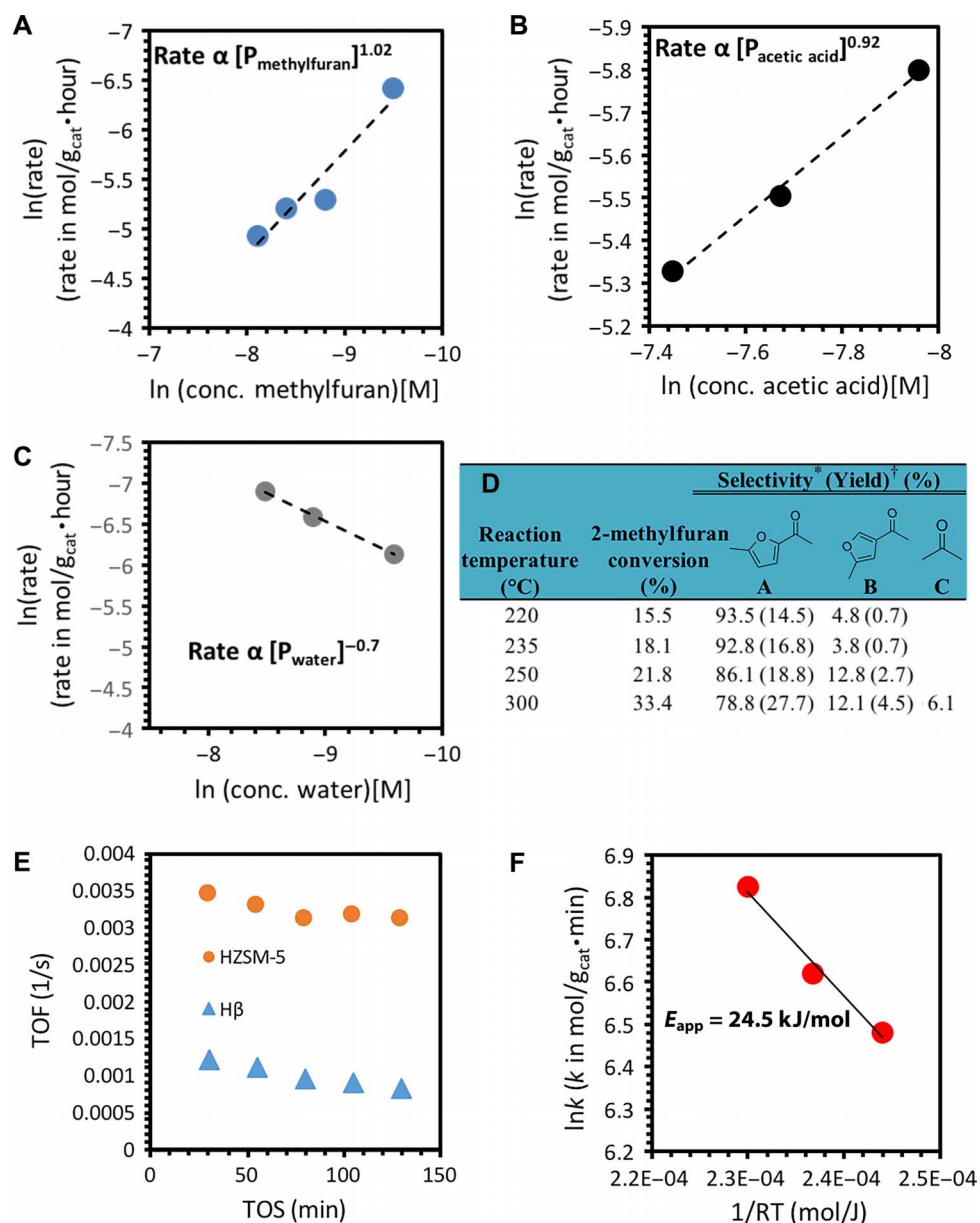 A
Rate α [Pmethylfuran]1.02
ln(rate)
(rate in mol/gcat•hour)
−7
−6.5
−6
−5.5
−5
−4.5
−4
−7
−8
−9
−10
ln (conc. methylfuran)[M]
B
Rate α [Pacetic acid]0.92
ln(rate)
(rate in mol/gcat•hour)
−5.9
−5.8
−5.7
−5.6
−5.5
−5.4
−5.3
−5.2
−7.4
−7.6
−7.8
−8
ln (conc. acetic acid)[M]
C
ln(rate)
(rate in mol/gcat•hour)
−7.5
−7
−6.5
−6
−5.5
−5
−4.5
−4
Rate α [Pwater]−0.7
−8
−9
−10
ln (conc. water)[M]
D
Selectivity* (Yield)† (%)
Reaction temperature (°C)
2-methylfuran conversion (%)
O
O
O
O
O
A
B
C
220 15.5 93.5 (14.5) 4.8 (0.7)
235 18.1 92.8 (16.8) 3.8 (0.7)
250 21.8 86.1 (18.8) 12.8 (2.7)
300 33.4 78.8 (27.7) 12.1 (4.5) 6.1
E
TOF (1/s)
0.004
0.0035
0.003
0.0025
0.002
0.0015
0.001
0.0005
0
HZSM-5
Hβ
0
50
100
150
TOS (min)
F
lnk (k in mol/gcat•min)
6.9
6.8
6.7
6.6
6.5
6.4
6.3
6.2
Eapp = 24.5 kJ/mol
2.2E−04
2.3E−04
2.4E−04
2.5E−04
1/RT (mol/J)